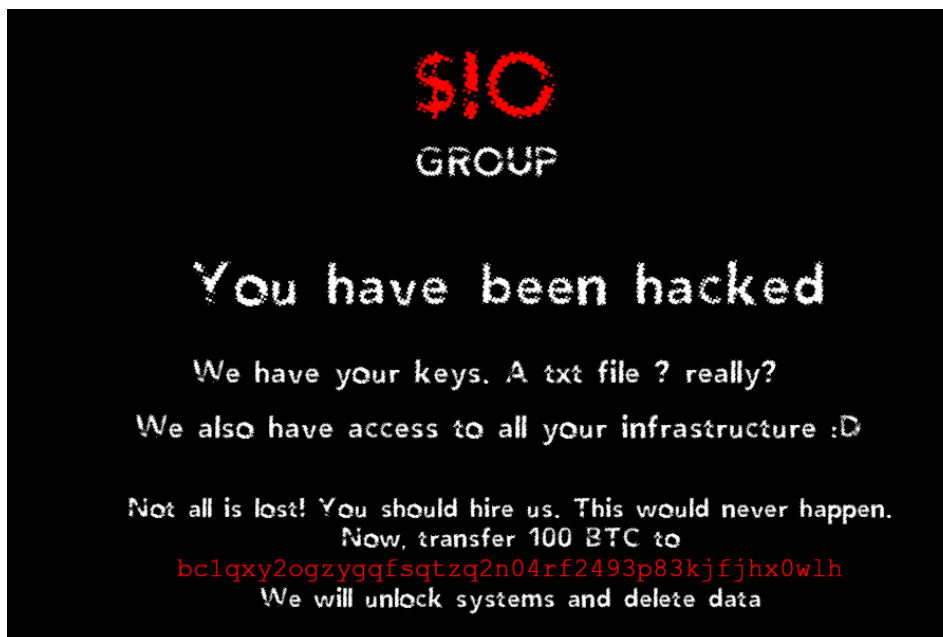 $!C
GROUP
You have been hacked
We have your keys. A txt file ? really?
We also have access to all your infrastructure :D
Not all is lost! You should hire us. This would never happen.
Now, transfer 100 BTC to
bc1qxy2ogzygqfsqtzq2n04rf2493p83kjfjhx0wlh
We will unlock systems and delete data